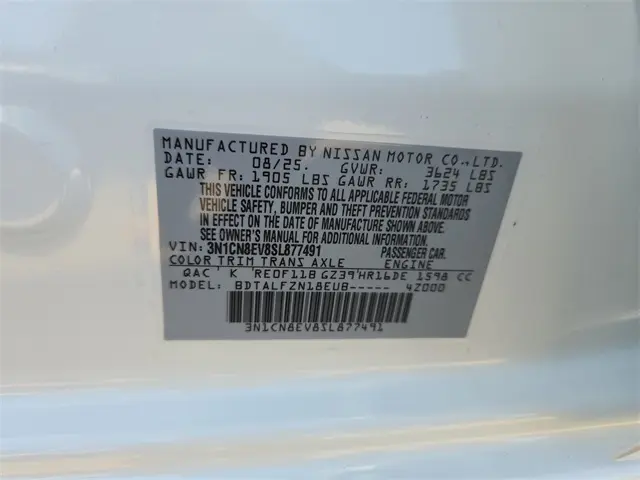 MANUFACTURED BY NISSAN MOTOR CO.,LTD.
DATE: 08/25. GVWR: 3624 LBS
GAWR FR: 1905 LBS GAWR RR: 1735 LBS
THIS VEHICLE CONFORMS TO ALL APPLICABLE FEDERAL MOTOR
VEHICLE SAFETY, BUMPER AND THEFT PREVENTION STANDARDS
IN EFFECT ON THE DATE OF MANUFACTURE SHOWN ABOVE.
SEE OWNER'S MANUAL FOR ADDITIONAL INFORMATION.
VIN: 3N1CN8EV8SL877491 PASSENGER CAR.
COLOR TRIM TRANS AXLE ENGINE
QAC K RE0F11B GZ39 HR16DE 1598 CC
MODEL: BDTALFZN18EUB----- 4Z000
3N1CN8EV8SL877491